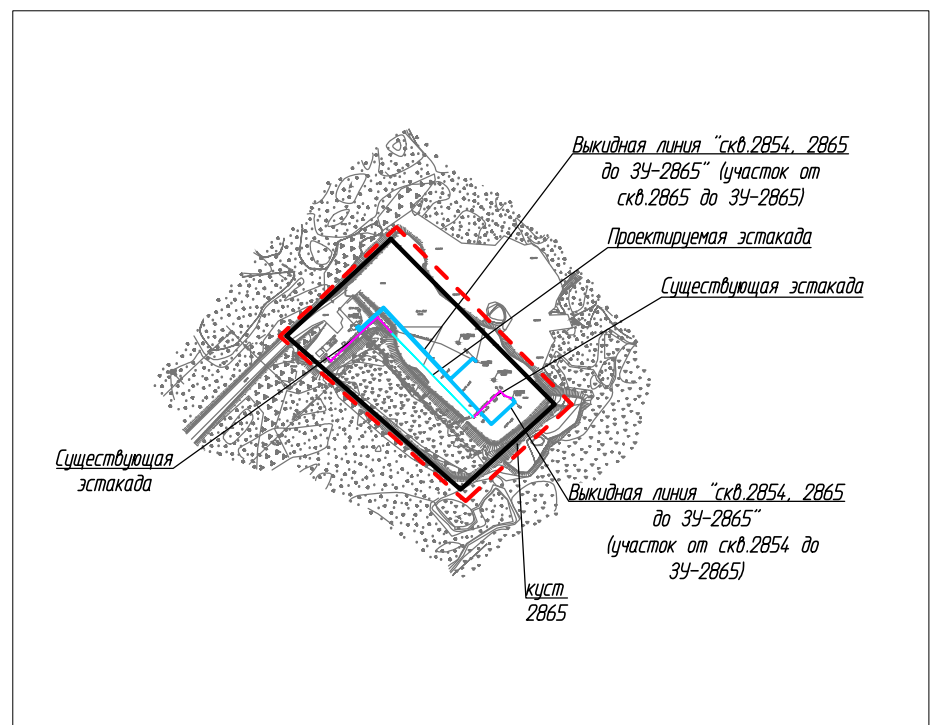 Выкидная линия "скв.2854, 2865
до ЗУ-2865" (участок от
скв.2865 до ЗУ-2865)
Проектируемая эстакада
Существующая эстакада
Существующая
эстакада
Выкидная линия "скв.2854, 2865
до ЗУ-2865"
(участок от скв.2854 до
ЗУ-2865)
куст
2865